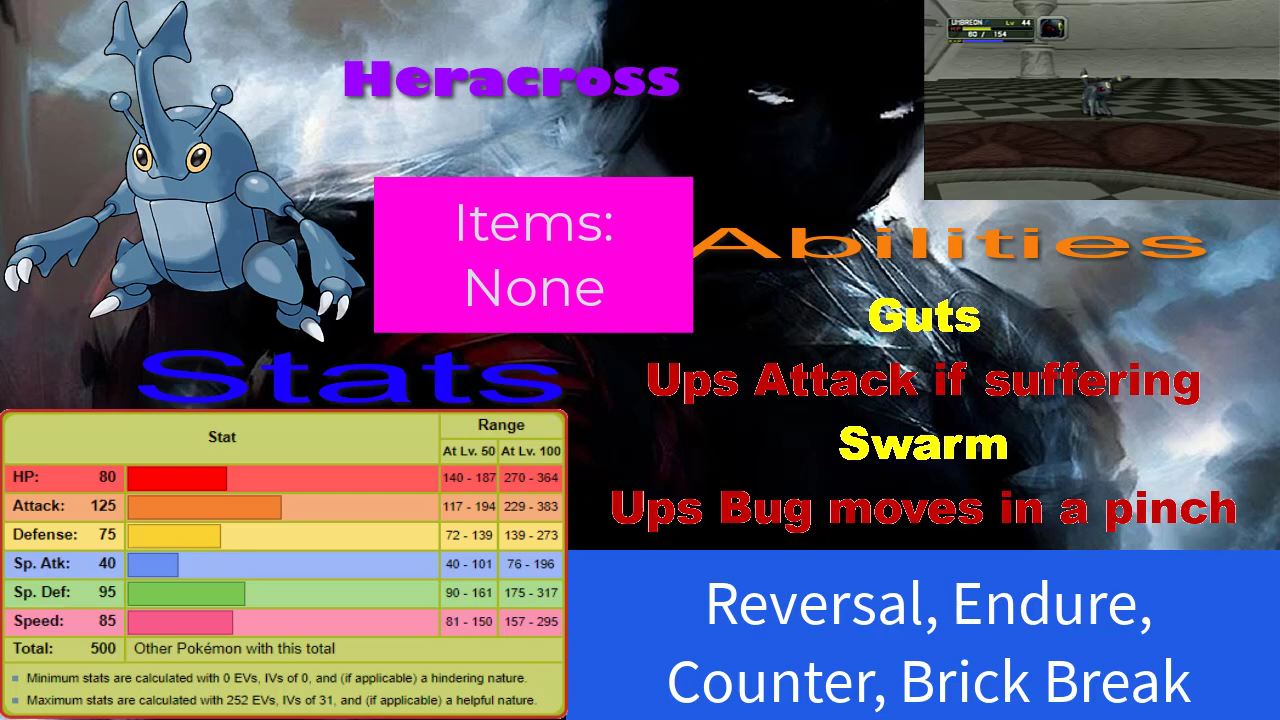 UMBREON Lv 44
HP
60 / 154
Heracross
Items:
None
Abilities
Guts
Ups Attack if suffering
Swarm
Ups Bug moves in a pinch
Stats
Stat Range
At Lv. 50 At Lv. 100
HP: 80 140 - 187 270 - 364
Attack: 125 117 - 194 229 - 383
Defense: 75 72 - 139 139 - 273
Sp. Atk: 40 40 - 101 76 - 196
Sp. Def: 95 90 - 161 175 - 317
Speed: 85 81 - 150 157 - 295
Total: 500 Other Pokémon with this total
Minimum stats are calculated with 0 EVs, IVs of 0, and (if applicable) a hindering nature.
Maximum stats are calculated with 252 EVs, IVs of 31, and (if applicable) a helpful nature.
Reversal, Endure,
Counter, Brick Break